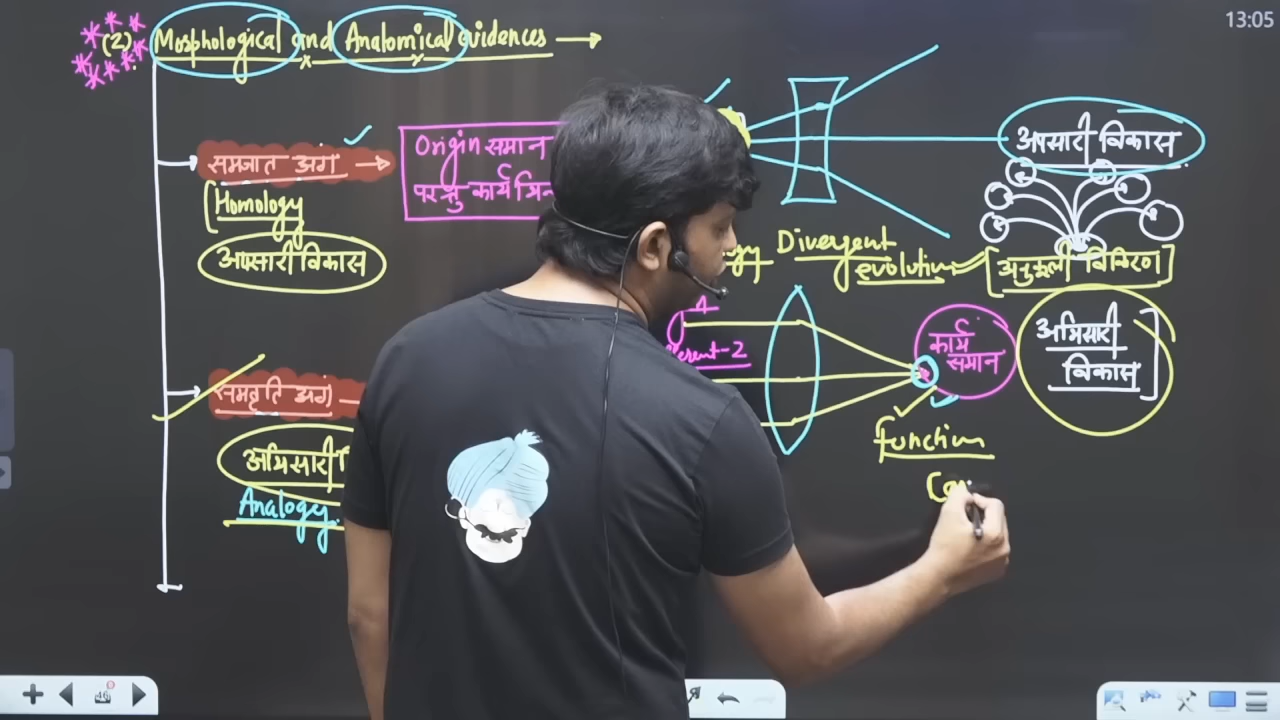 13:05
(2) Morphological and Anatomical evidences →
समजात अंग →
[Homology
अपसारी विकास
Origin समान
परन्तु कार्य भिन
अपसारी विकास
Divergent
evolution
[अनुकूली विकिरण]
समवृति अंग
अभिसारी
Analogy
कार्य
समान
अभिसारी
विकास]
function
46